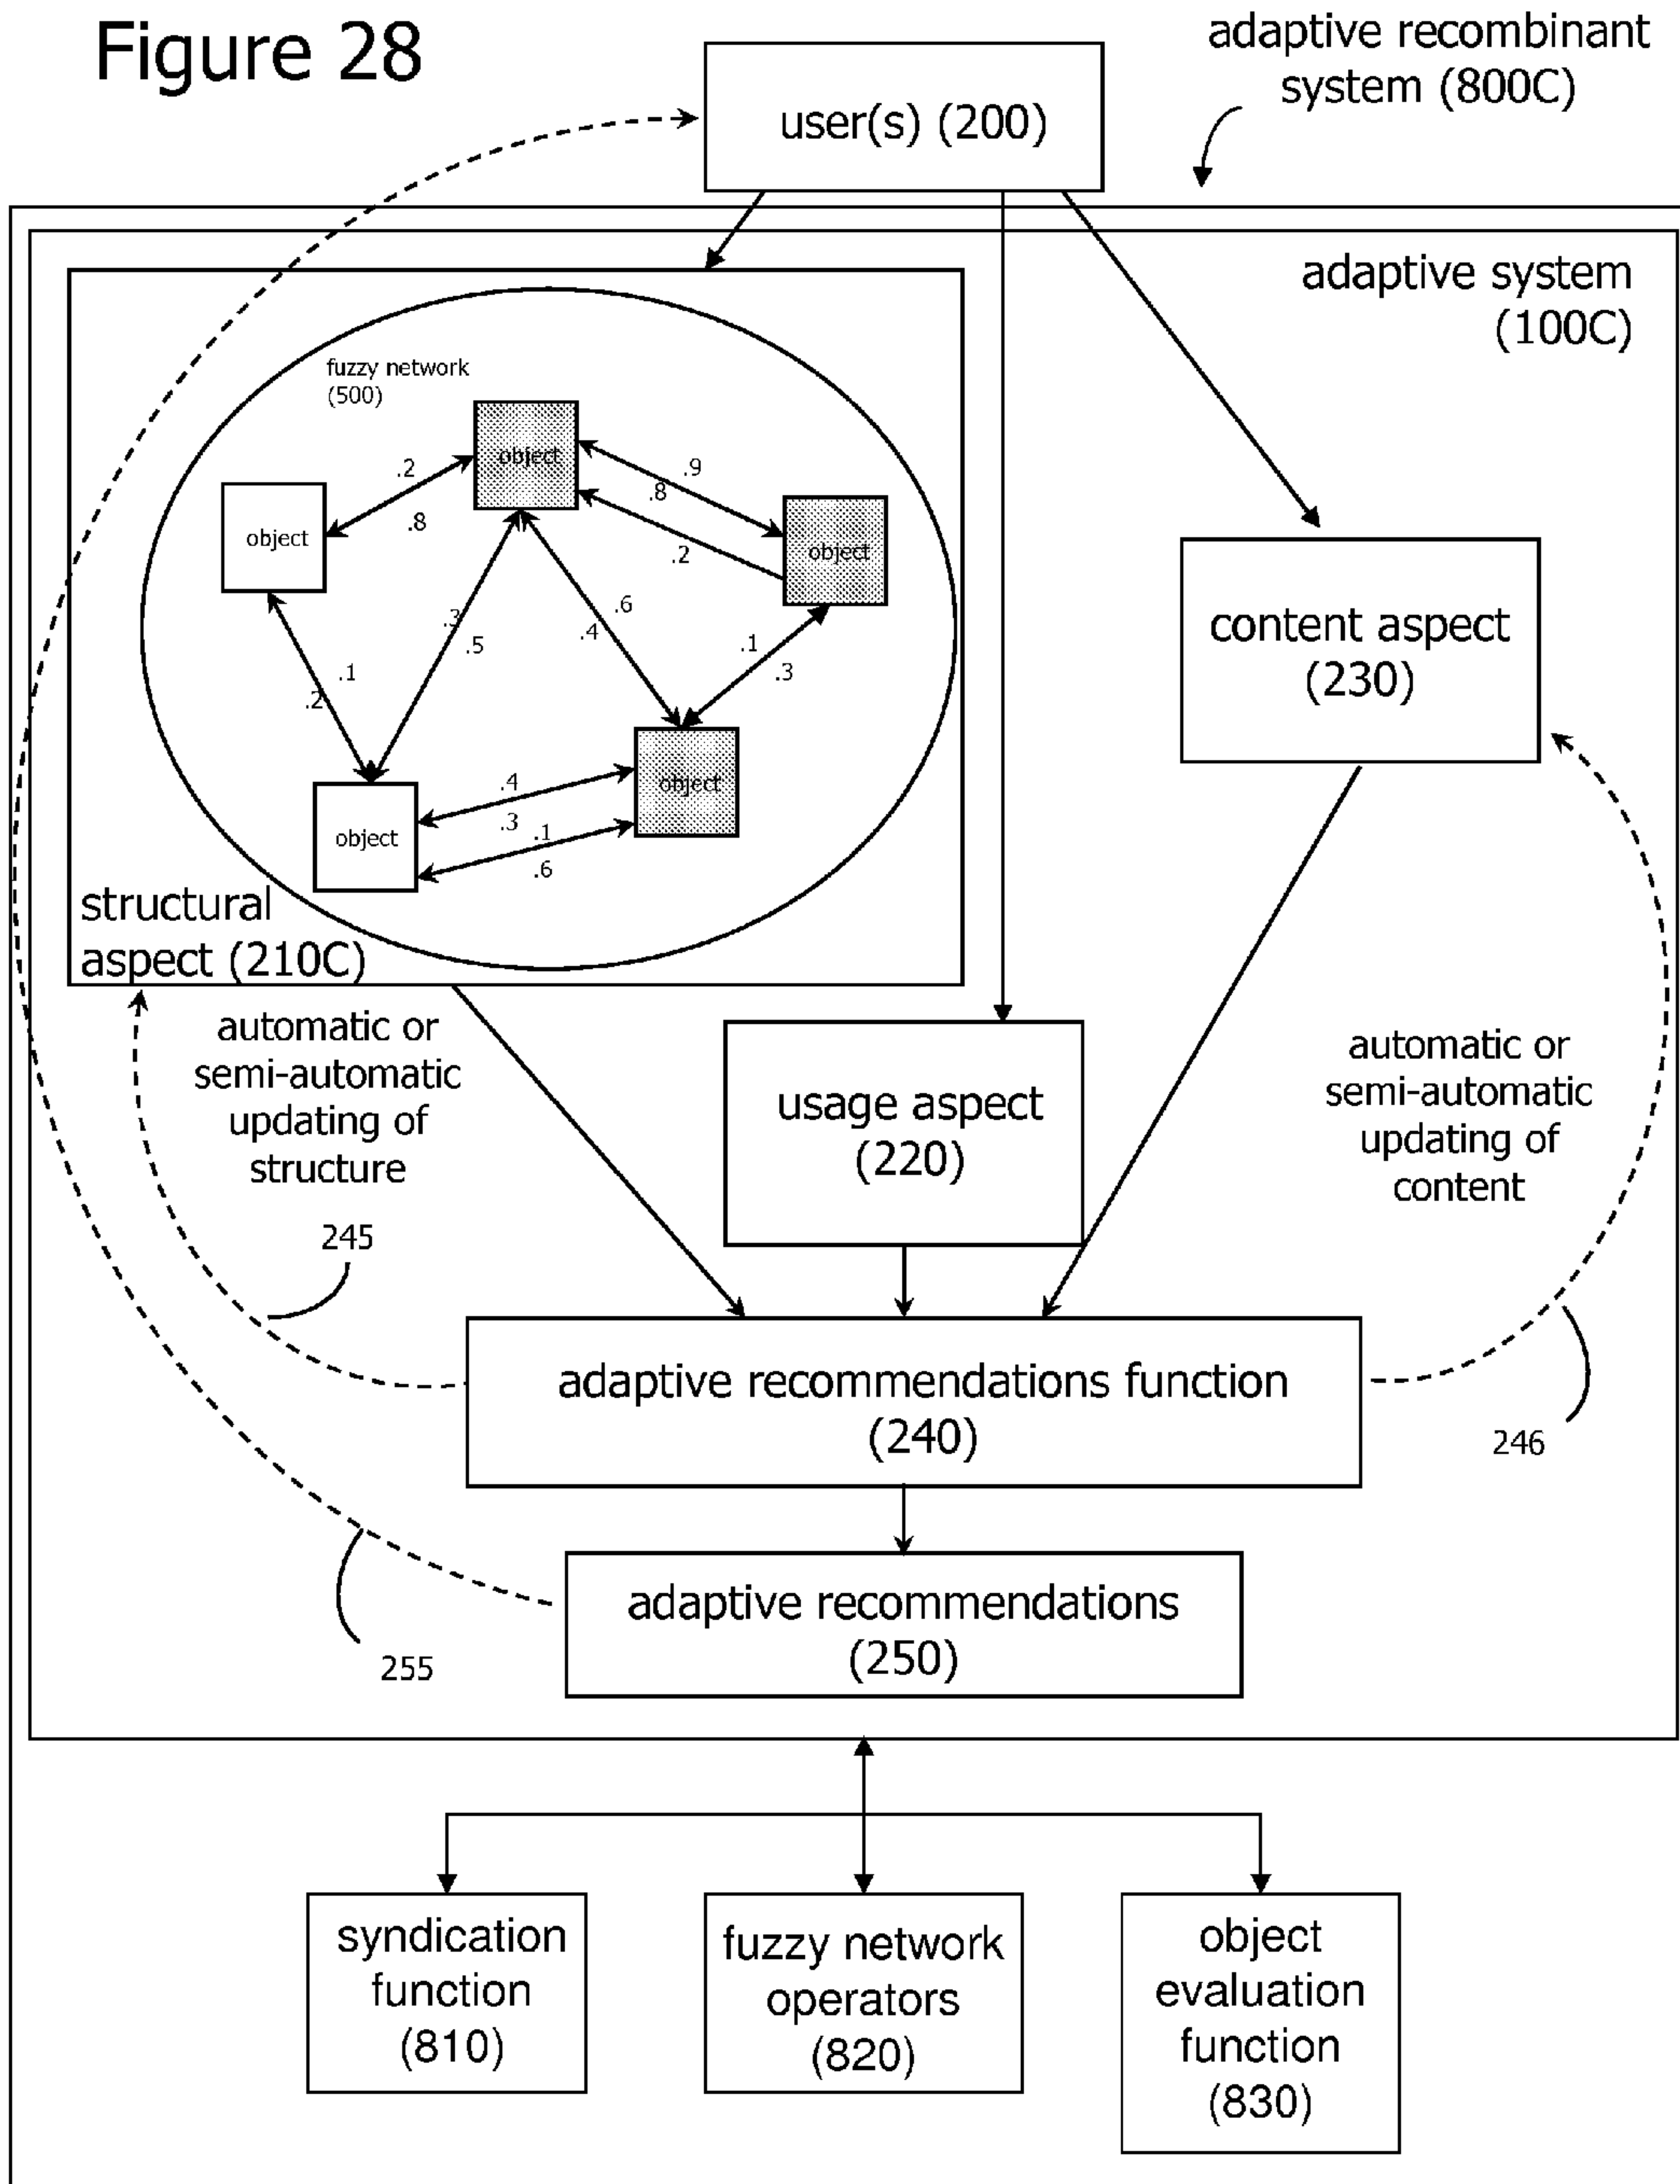 Figure 28
adaptive recombinant
system (800C)
user(s) (200)
adaptive system
(100C)
fuzzy network
(500)
object
.2
.8
object
.9
.8
.2
object
.3
.5
.6
.4
.1
.3
.1
.2
object
.4
.3
.1
.6
object
structural
aspect (210C)
content aspect
(230)
automatic or
semi-automatic
updating of
structure
245
usage aspect
(220)
automatic or
semi-automatic
updating of
content
246
adaptive recommendations function
(240)
adaptive recommendations
(250)
255
syndication
function
(810)
fuzzy network
operators
(820)
object
evaluation
function
(830)